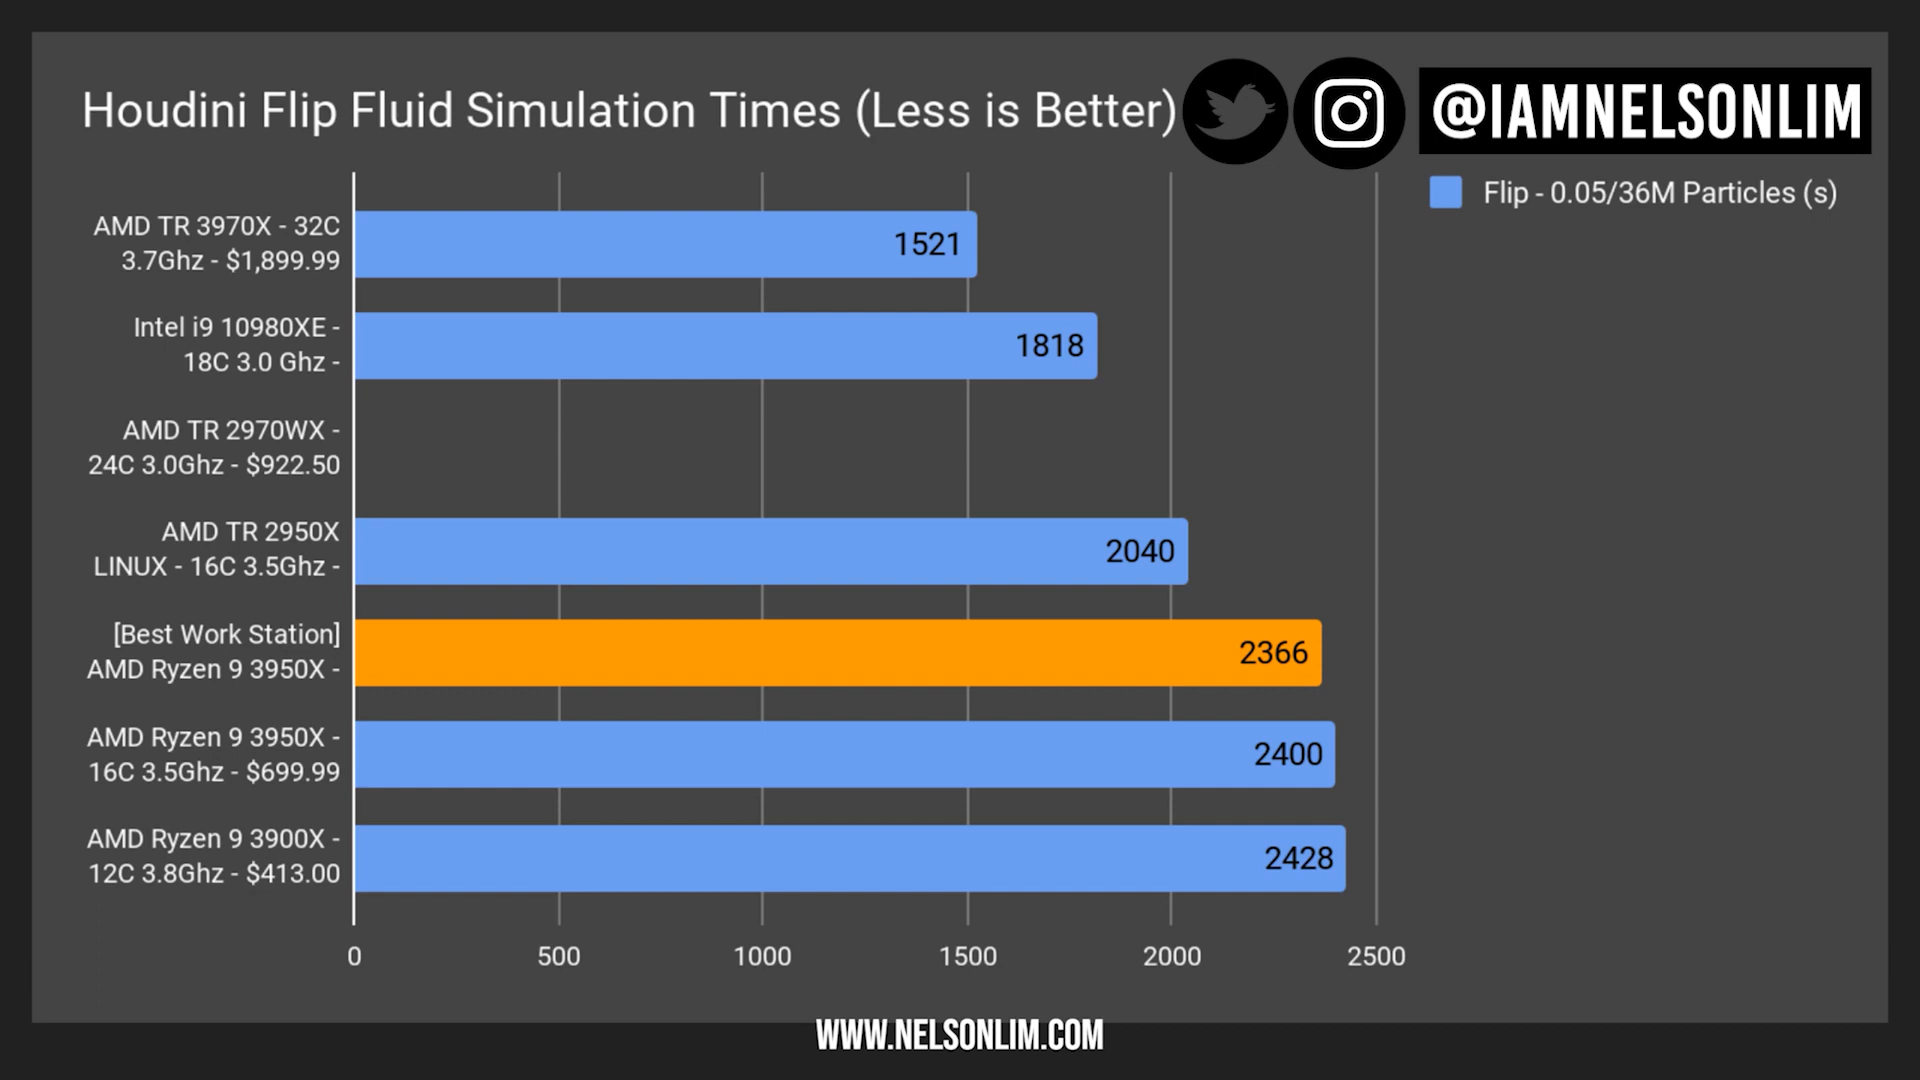 Houdini Flip Fluid Simulation Times (Less is Better)
@IAMNELSONLIM
Flip - 0.05/36M Particles (s)
AMD TR 3970X - 32C
3.7Ghz - $1,899.99
1521
Intel i9 10980XE -
18C 3.0 Ghz -
1818
AMD TR 2970WX -
24C 3.0Ghz - $922.50
AMD TR 2950X
LINUX - 16C 3.5Ghz -
2040
[Best Work Station]
AMD Ryzen 9 3950X -
2366
AMD Ryzen 9 3950X -
16C 3.5Ghz - $699.99
2400
AMD Ryzen 9 3900X -
12C 3.8Ghz - $413.00
2428
0 500 1000 1500 2000 2500
WWW.NELSONLIM.COM